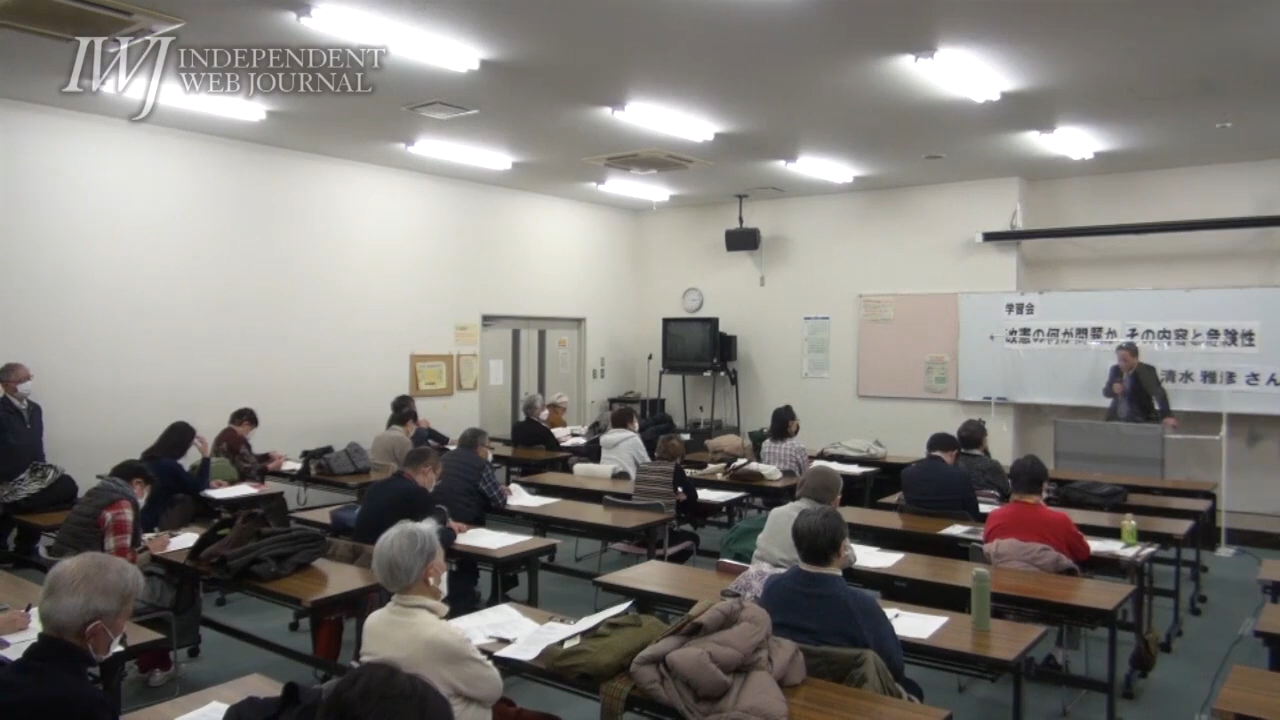 IWJ INDEPENDENT
WEB JOURNAL
学習会
改憲の何が問題か その内容と危険性
清水 雅彦 さん